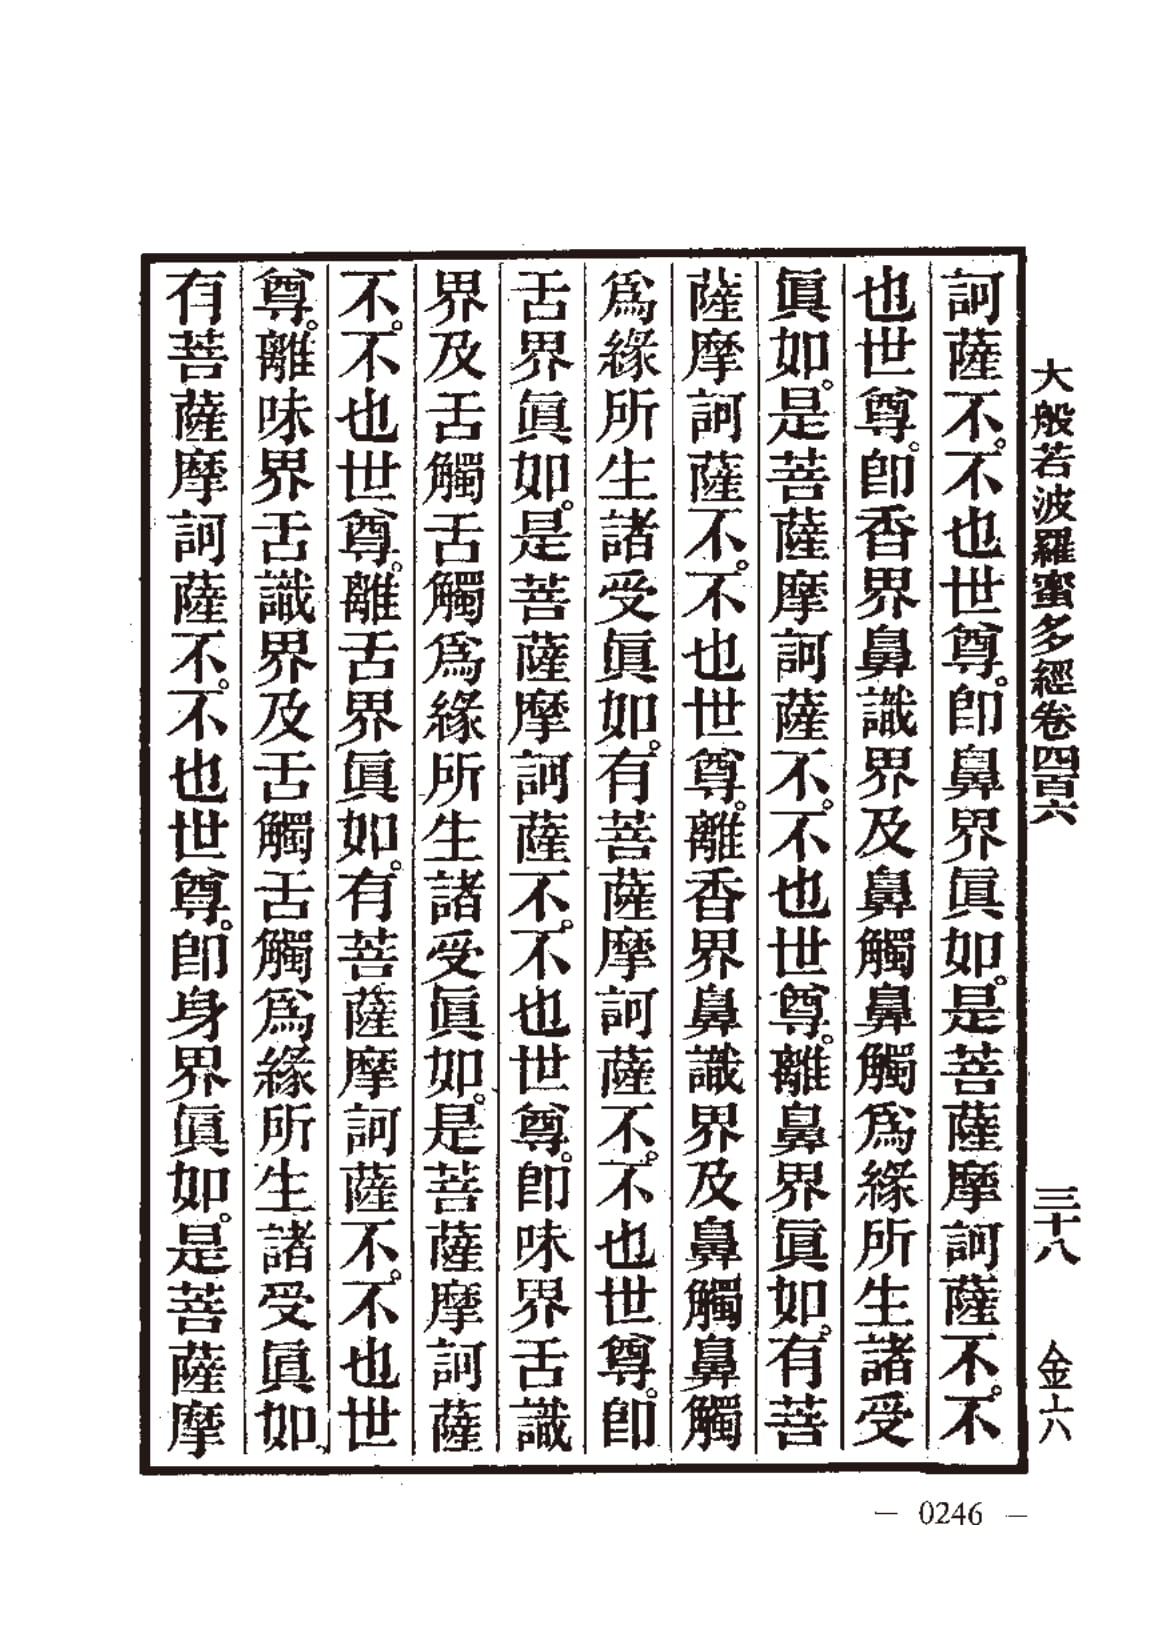 大般若波羅蜜多經卷四百六　三十八　金六
訶薩不。不也世尊。卽鼻界眞如。是菩薩摩訶薩不。不
也世尊。卽香界鼻識界及鼻觸鼻觸爲緣所生諸受
眞如。是菩薩摩訶薩不。不也世尊。離鼻界眞如。有菩
薩摩訶薩不。不也世尊。離香界鼻識界及鼻觸鼻觸
爲緣所生諸受眞如。有菩薩摩訶薩不。不也世尊。卽
舌界眞如。是菩薩摩訶薩不。不也世尊。卽味界舌識
界及舌觸舌觸爲緣所生諸受眞如。是菩薩摩訶薩
不。不也世尊。離舌界眞如。有菩薩摩訶薩不。不也世
尊。離味界舌識界及舌觸舌觸爲緣所生諸受眞如。
有菩薩摩訶薩不。不也世尊。卽身界眞如。是菩薩摩
— 0246 —